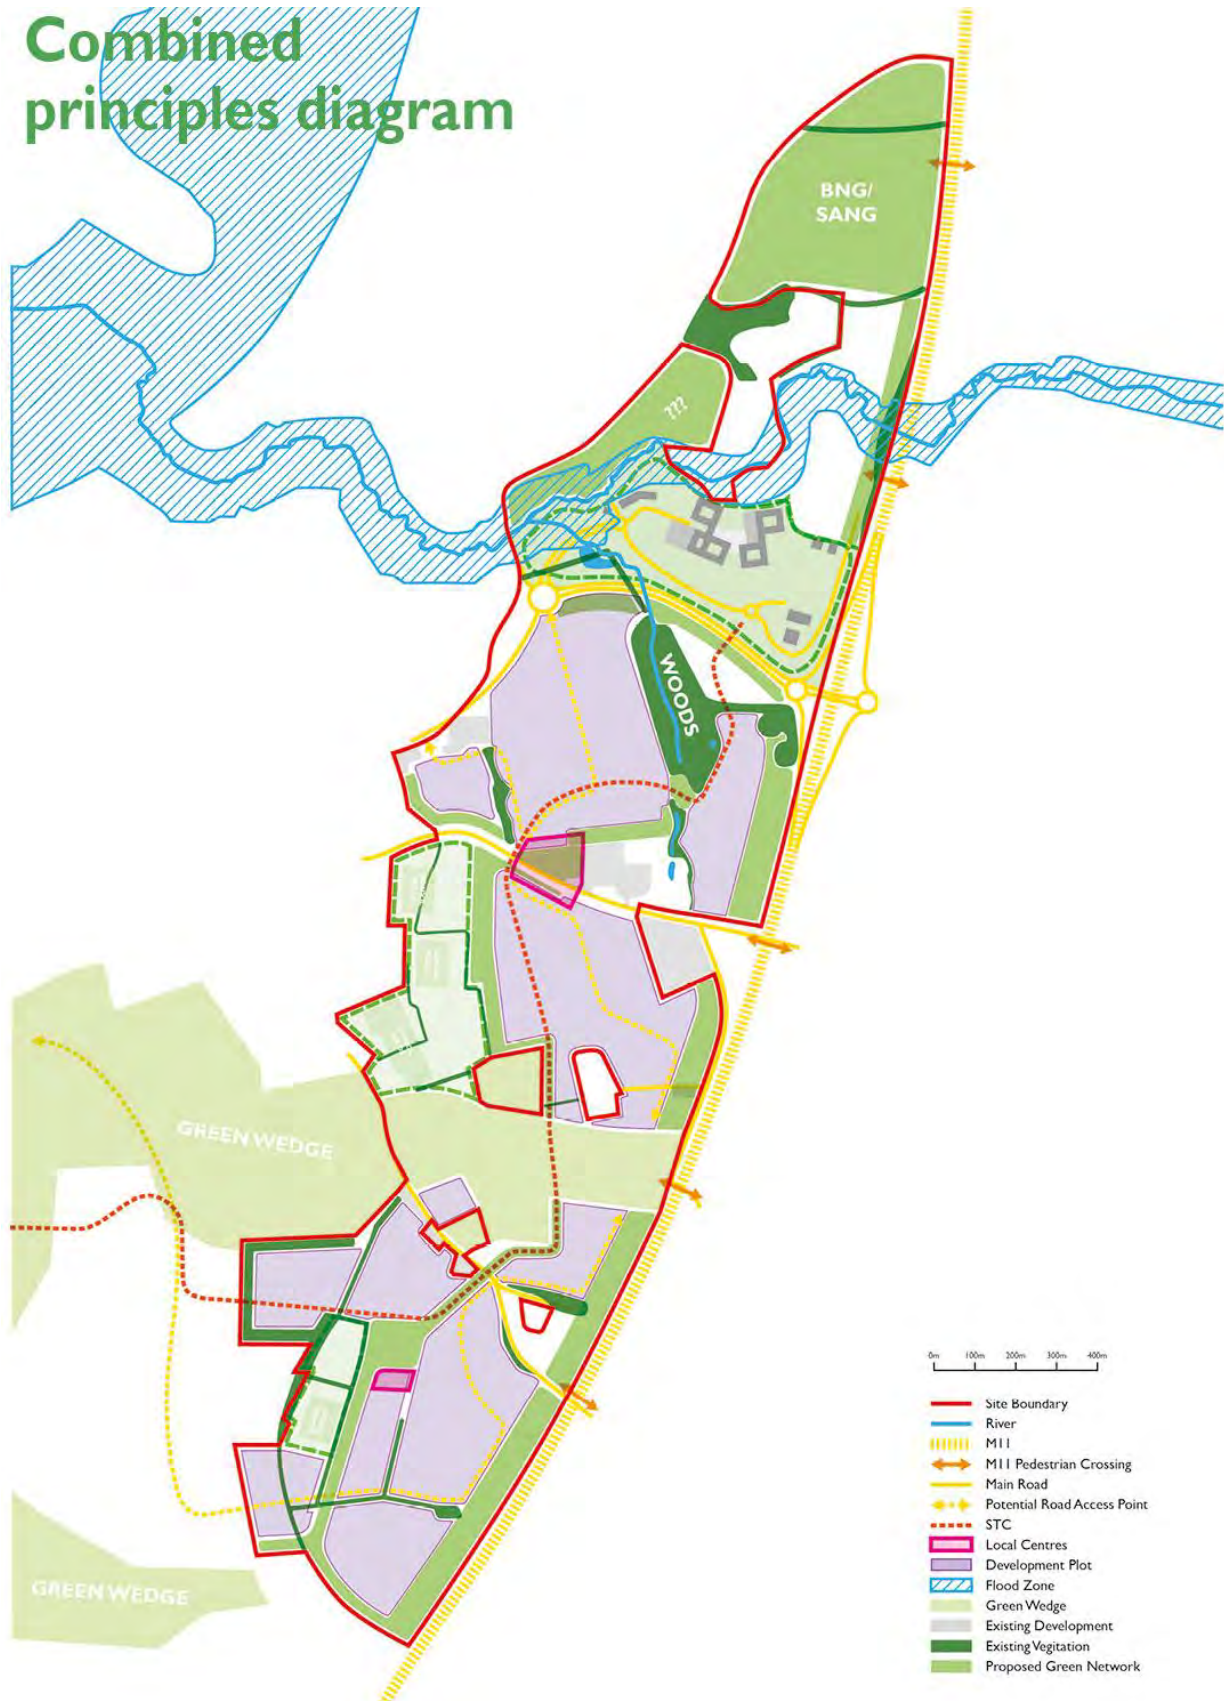 Combined
principles diagram
BNG/
SANG
???
WOODS
GREEN WEDGE
GREEN WEDGE
0m 100m 200m 300m 400m
Site Boundary
River
M11
M11 Pedestrian Crossing
Main Road
Potential Road Access Point
STC
Local Centres
Development Plot
Flood Zone
Green Wedge
Existing Development
Existing Vegitation
Proposed Green Network